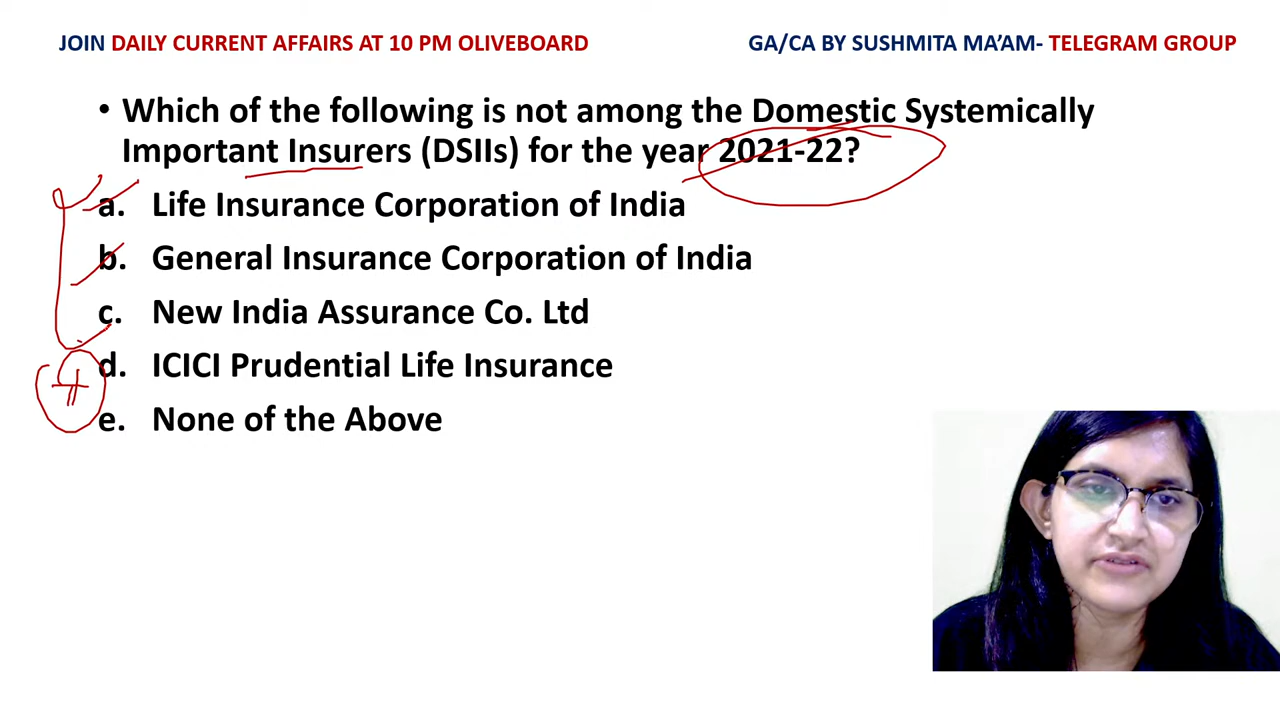 JOIN DAILY CURRENT AFFAIRS AT 10 PM OLIVEBOARD
GA/CA BY SUSHMITA MA'AM- TELEGRAM GROUP
• Which of the following is not among the Domestic Systemically
Important Insurers (DSIIs) for the year 2021-22?
a. Life Insurance Corporation of India
b. General Insurance Corporation of India
c. New India Assurance Co. Ltd
d. ICICI Prudential Life Insurance
e. None of the Above